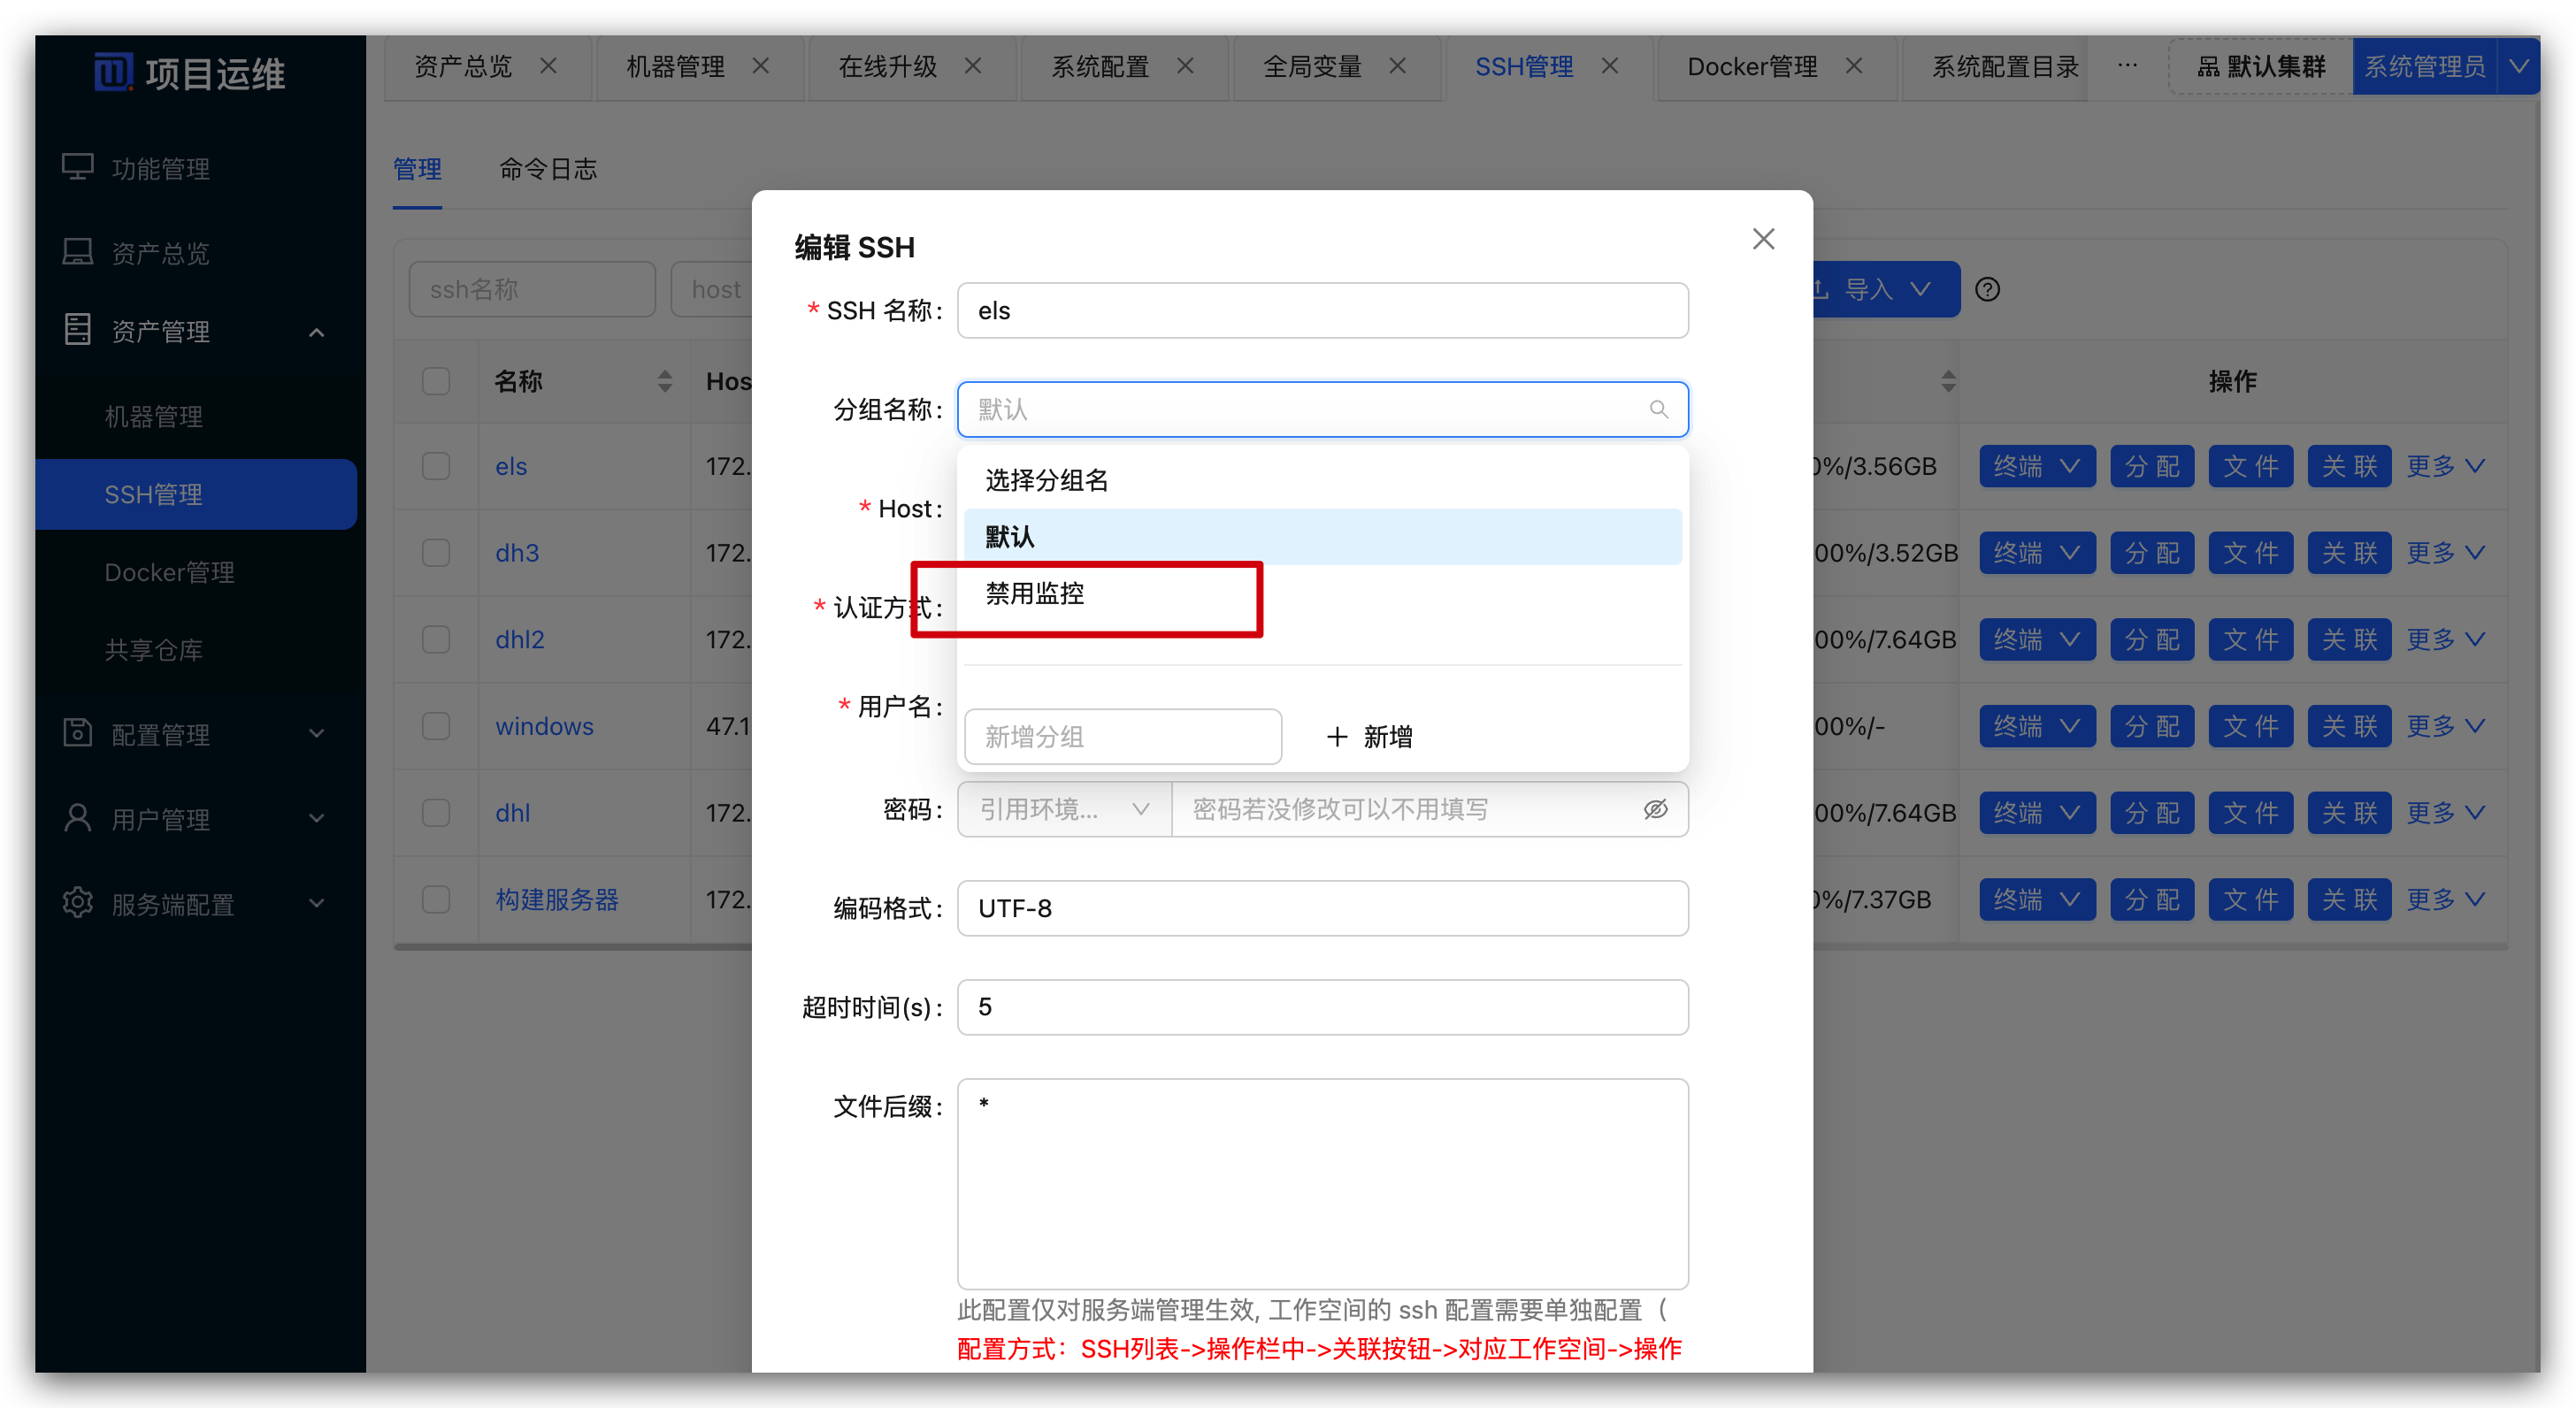 项目运维
资产总览
机器管理
在线升级
系统配置
全局变量
SSH管理
Docker管理
系统配置目录
...
默认集群
系统管理员
功能管理
资产总览
资产管理
机器管理
SSH管理
Docker管理
共享仓库
配置管理
用户管理
服务端配置
管理
命令日志
ssh名称
host
导入
名称
Hos
操作
els
172.
0%/3.56GB
终端
分配
文件
关联
更多
dh3
172.
00%/3.52GB
终端
分配
文件
关联
更多
dhl2
172.
00%/7.64GB
终端
分配
文件
关联
更多
windows
47.1
00%/-
终端
分配
文件
关联
更多
dhl
172.
00%/7.64GB
终端
分配
文件
关联
更多
构建服务器
172.
0%/7.37GB
终端
分配
文件
关联
更多
编辑 SSH
* SSH 名称:
els
分组名称:
默认
选择分组名
默认
禁用监控
新增分组
+ 新增
* Host:
* 认证方式:
* 用户名:
密码:
引用环境...
密码若没修改可以不用填写
编码格式:
UTF-8
超时时间(s):
5
文件后缀:
*
此配置仅对服务端管理生效, 工作空间的 ssh 配置需要单独配置（
配置方式：SSH列表->操作栏中->关联按钮->对应工作空间->操作